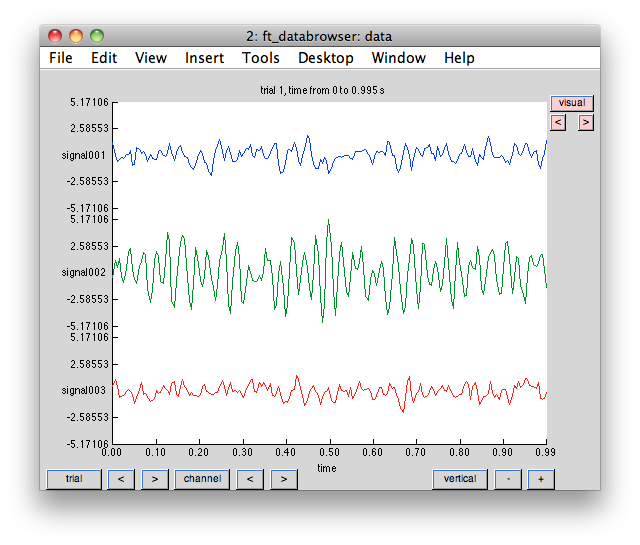 2: ft_databrowser: data
File Edit View Insert Tools Desktop Window Help
trial 1, time from 0 to 0.995 s
visual
< >
5.17106
2.58553
signal001
-2.58553
-5.17106
5.17106
2.58553
signal002
-2.58553
-5.17106
5.17106
2.58553
signal003
-2.58553
-5.17106
0.00 0.10 0.20 0.30 0.40 0.50 0.60 0.70 0.80 0.90 0.99
time
trial < > channel < > vertical - +